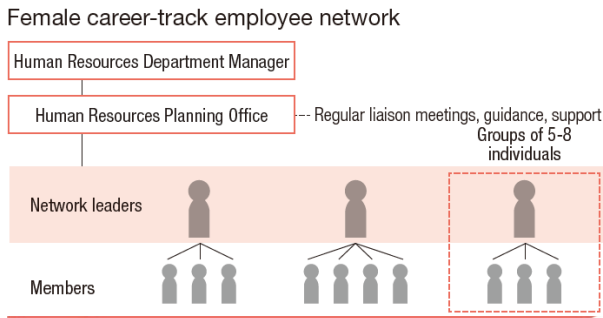 Female career-track employee network
Human Resources Department Manager
Human Resources Planning Office
Regular liaison meetings, guidance, support
Groups of 5-8
individuals
Network leaders
Members